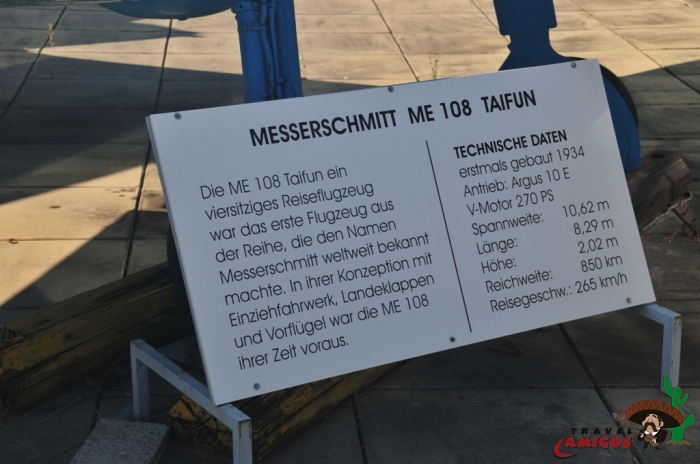 MESSERSCHMITT ME 108 TAIFUN
Die ME 108 Taifun ein
viersitziges Reiseflugzeug
war das erste Flugzeug aus
der Reihe, die den Namen
Messerschmitt weltweit bekannt
machte. In ihrer Konzeption mit
Einziehfahrwerk, Landeklappen
und Vorflügel war die ME 108
ihrer Zeit voraus.
TECHNISCHE DATEN
erstmals gebaut 1934
Antrieb: Argus 10 E
V-Motor 270 PS
Spannweite: 10,62 m
Länge: 8,29 m
Höhe: 2,02 m
Reichweite: 850 km
Reisegeschw.: 265 km/h
TRAVEL
CAMIGOS